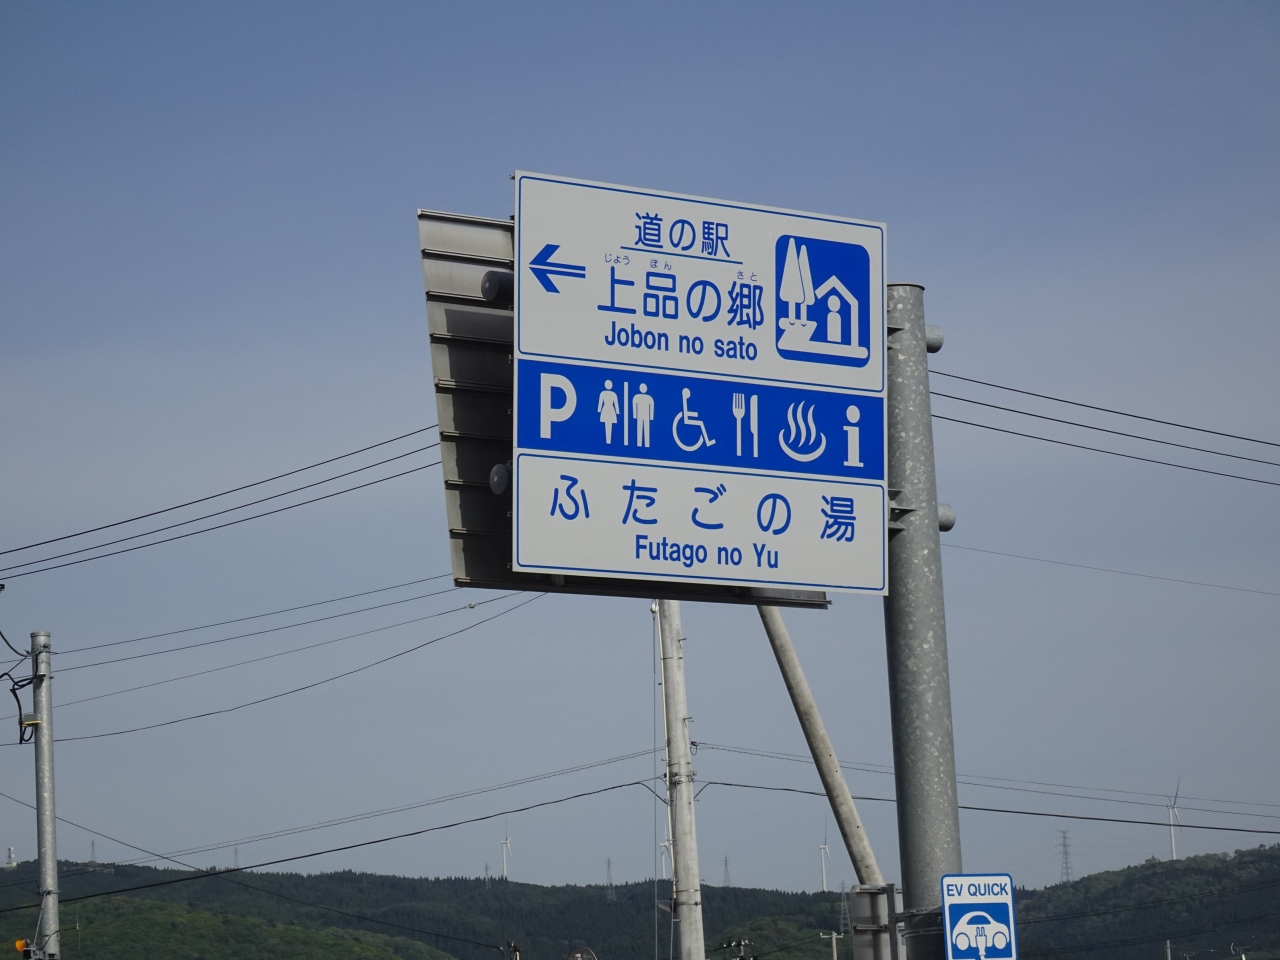 道の駅
じょう ぼん さと
上品の郷
Jobon no sato
P
i
ふたごの湯
Futago no Yu
EV QUICK